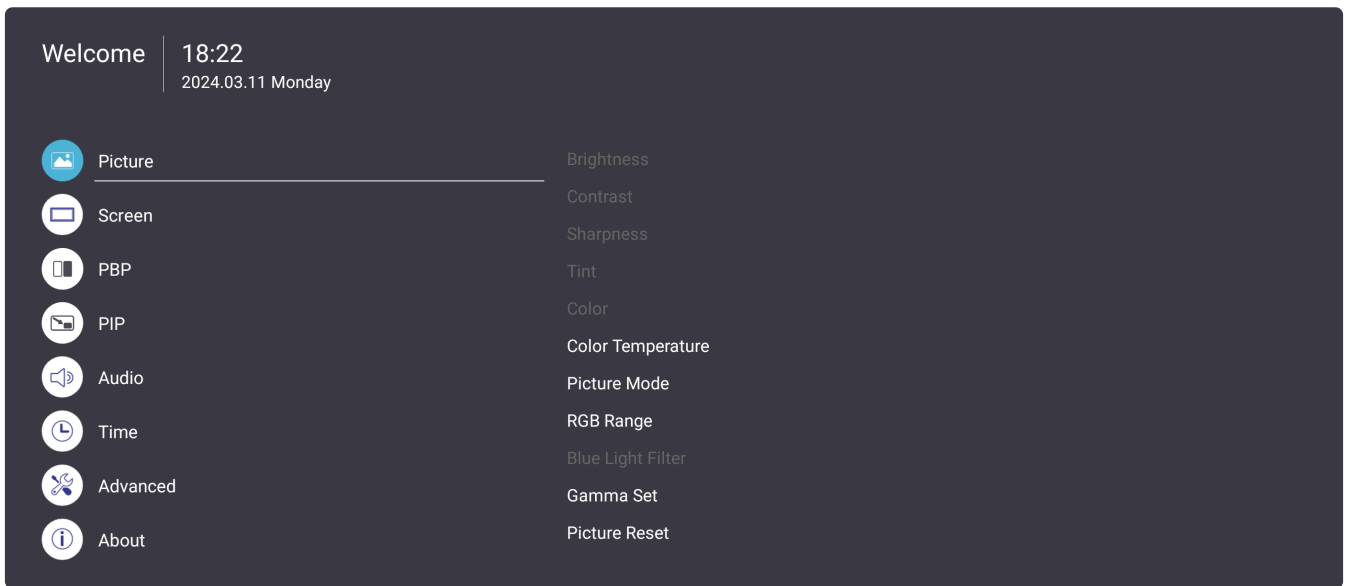 Welcome
18:22
2024.03.11 Monday
Picture
Screen
PBP
PIP
Audio
Time
Advanced
About
Brightness
Contrast
Sharpness
Tint
Color
Color Temperature
Picture Mode
RGB Range
Blue Light Filter
Gamma Set
Picture Reset